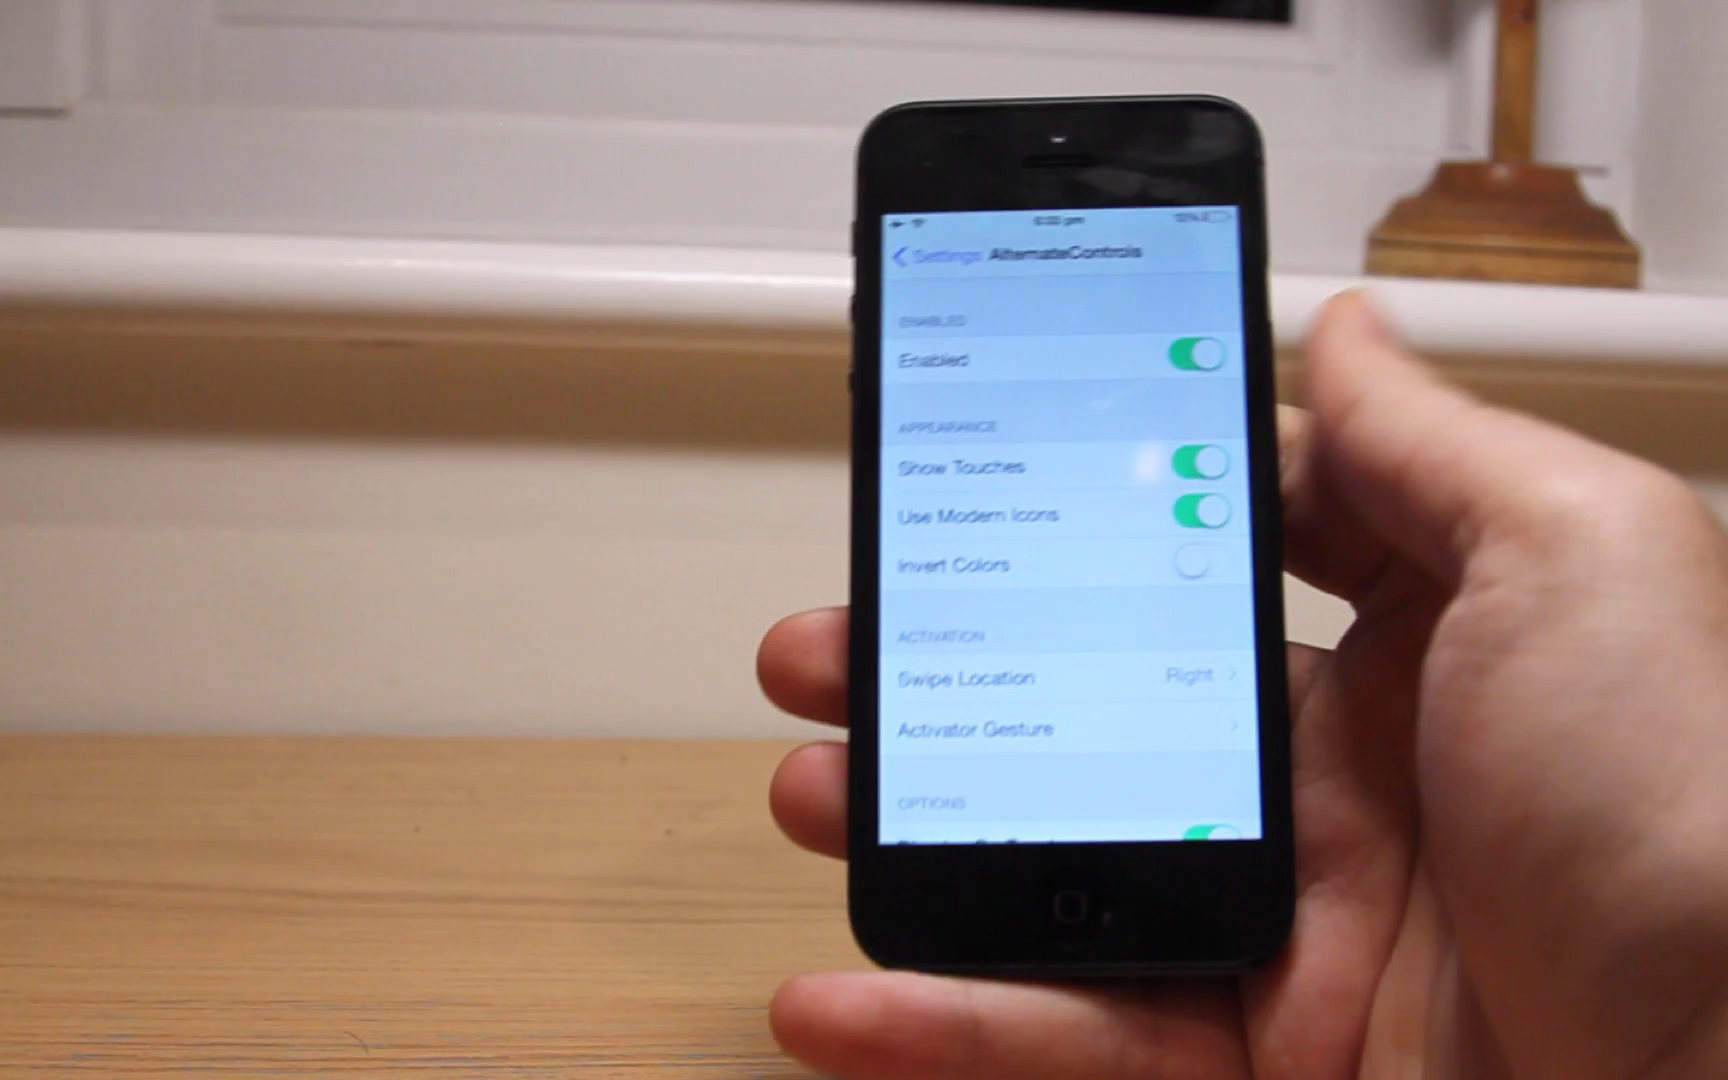 Settings AlternateControls
ENABLED
Enabled
APPEARANCE
Show Touches
Use Modern Icons
Invert Colors
ACTIVATION
Swipe Location Right
Activator Gesture
OPTIONS